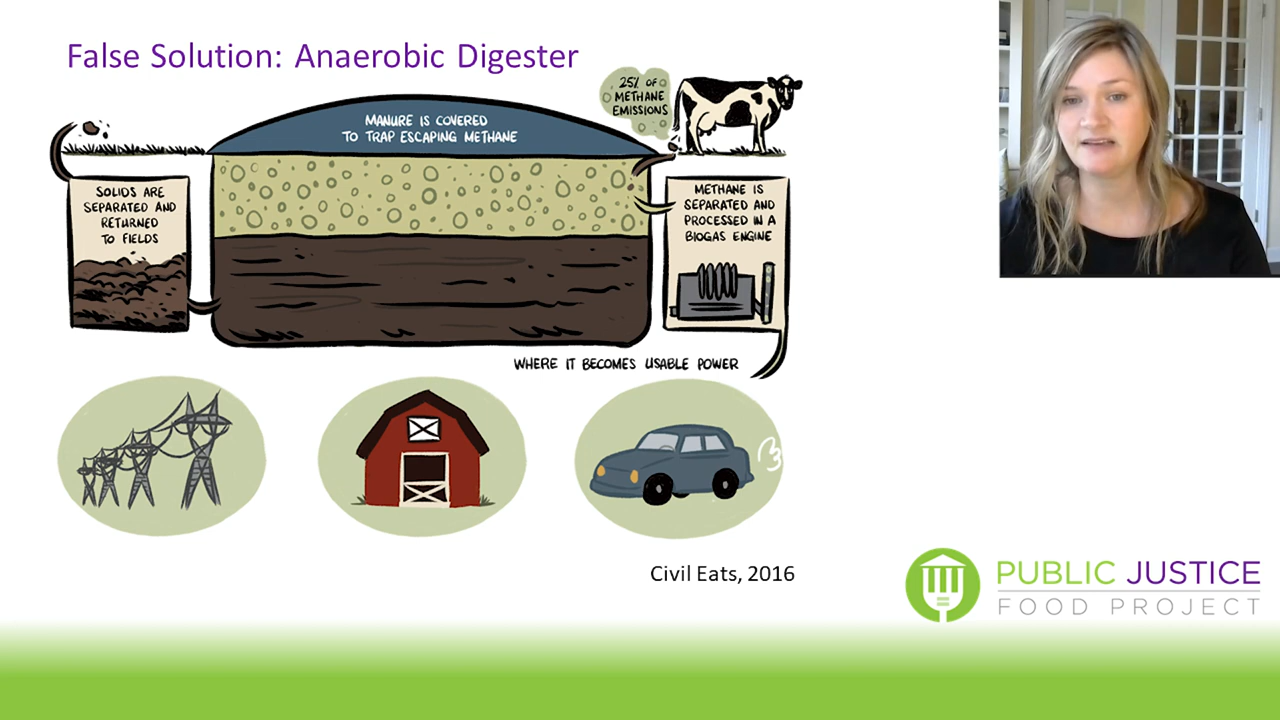 False Solution: Anaerobic Digester
25% OF
METHANE
EMISSIONS
MANURE IS COVERED
TO TRAP ESCAPING METHANE
SOLIDS ARE
SEPARATED AND
RETURNED
TO FIELDS
METHANE IS
SEPARATED AND
PROCESSED IN A
BIOGAS ENGINE
WHERE IT BECOMES USABLE POWER
Civil Eats, 2016
PUBLIC JUSTICE
FOOD PROJECT